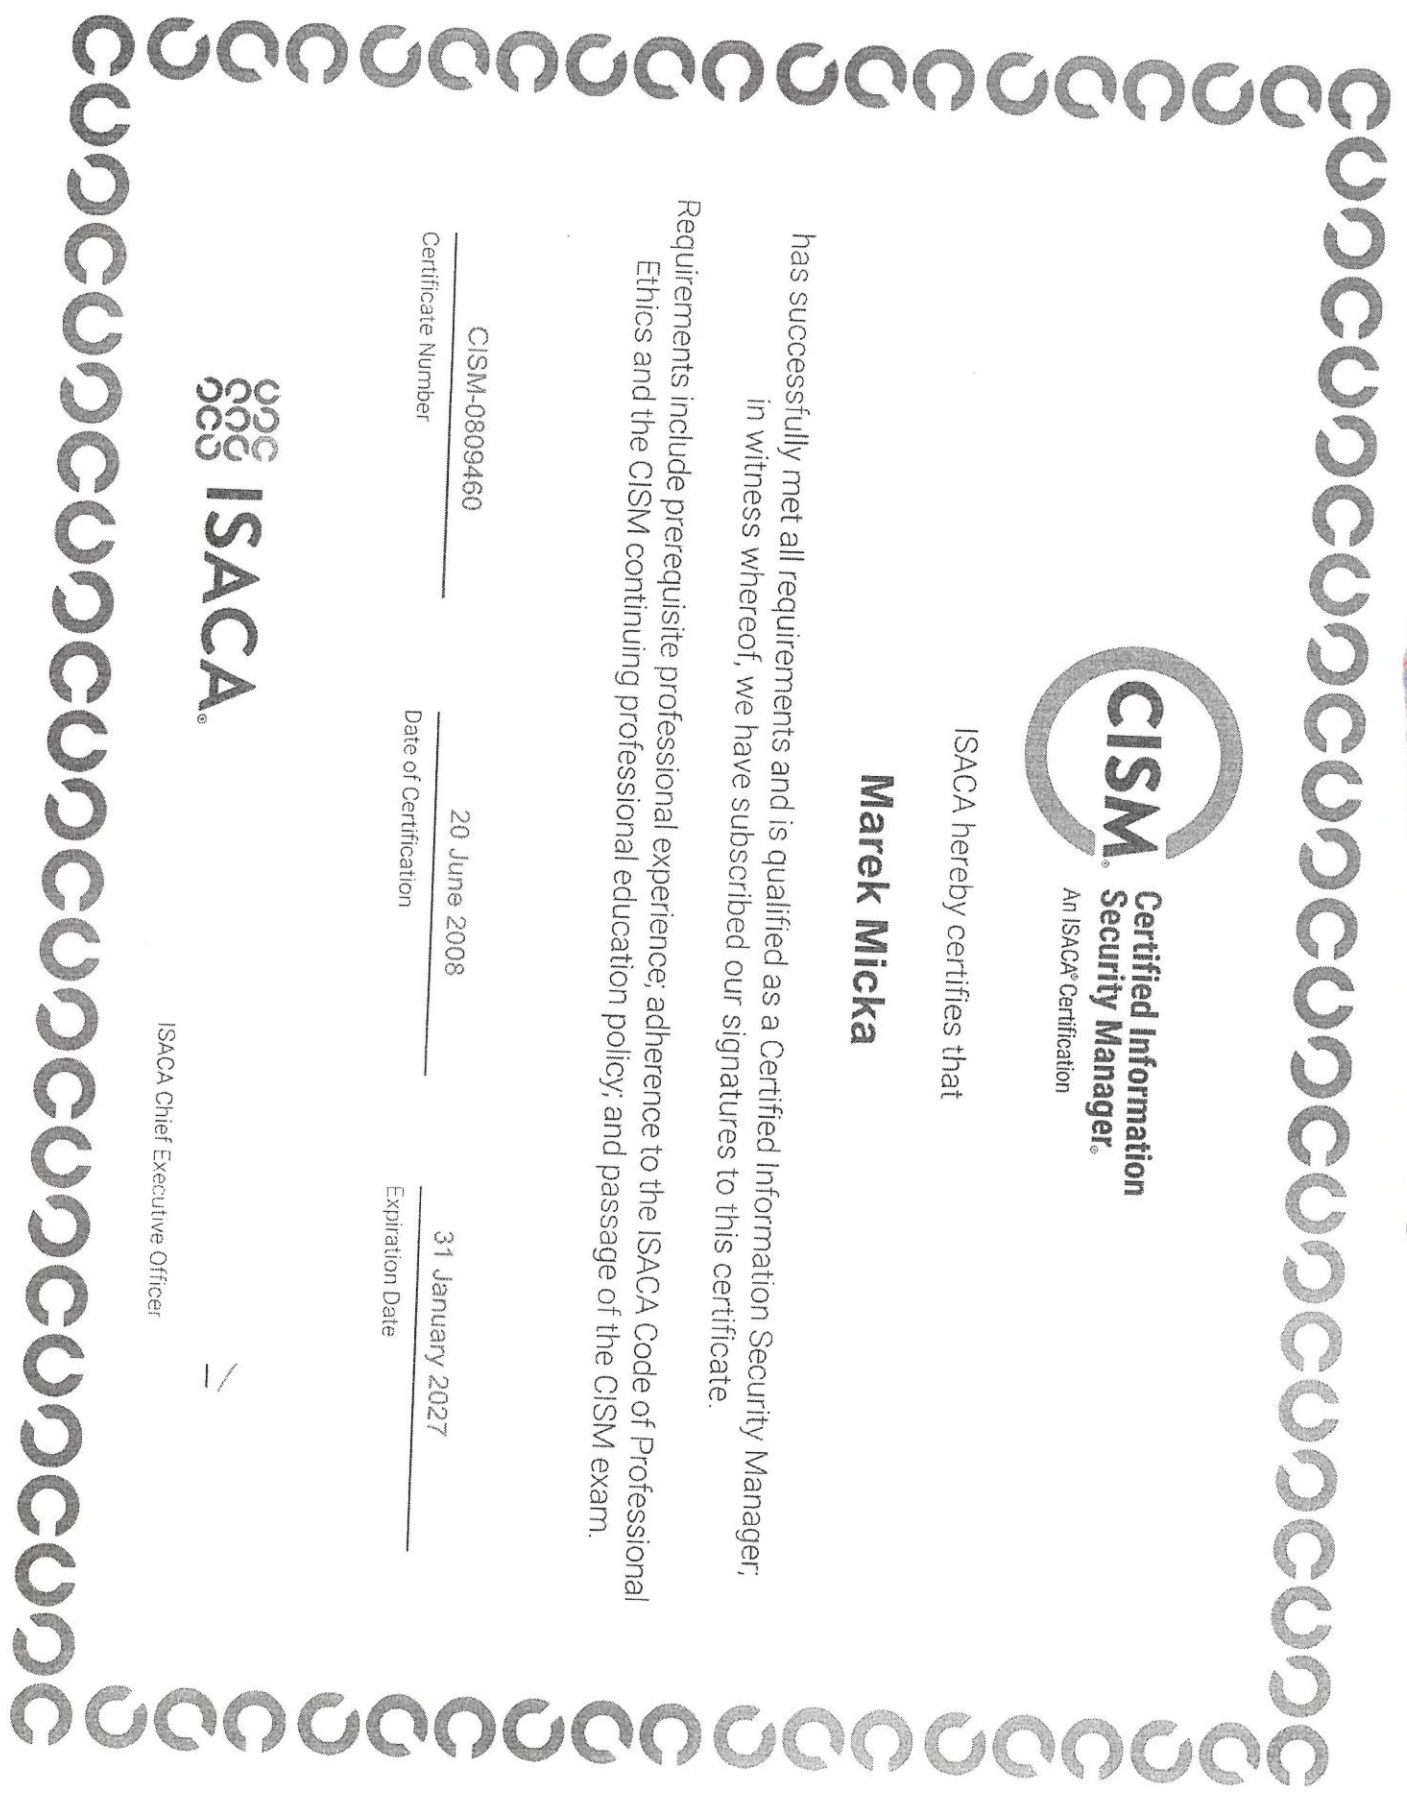 CISM®
Certified Information
Security Manager®
An ISACA® Certification
ISACA hereby certifies that
Marek Micka
has successfully met all requirements and is qualified as a Certified Information Security Manager;
in witness whereof, we have subscribed our signatures to this certificate.
Requirements include prerequisite professional experience; adherence to the ISACA Code of Professional
Ethics and the CISM continuing professional education policy; and passage of the CISM exam.
CISM-0809460
Certificate Number
20 June 2008
Date of Certification
31 January 2027
Expiration Date
ISACA®
ISACA Chief Executive Officer